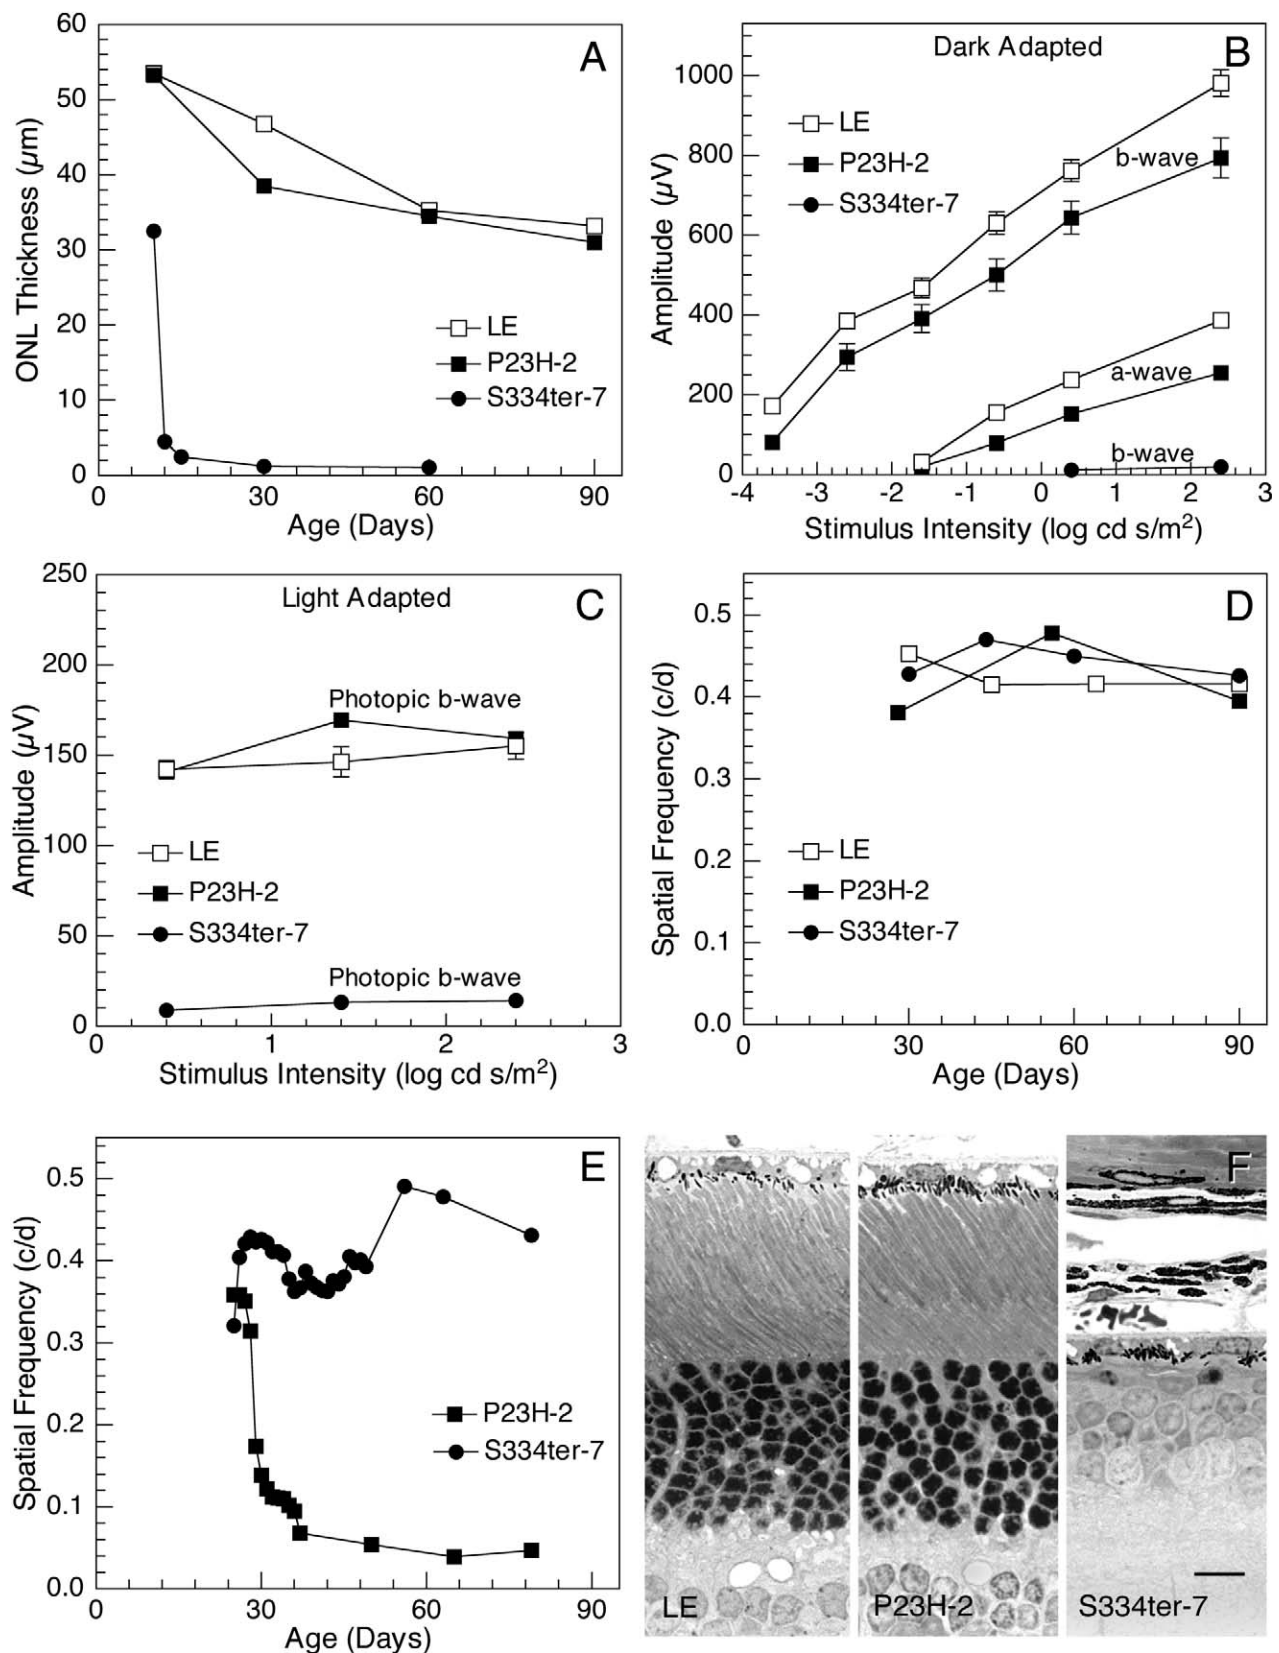 A
60
50
40
30
20
10
0
ONL Thickness (µm)
LE
P23H-2
S334ter-7
0 30 60 90
Age (Days)
B
Dark Adapted
1000
800
600
400
200
0
Amplitude (µV)
LE
P23H-2
S334ter-7
b-wave
a-wave
b-wave
-4 -3 -2 -1 0 1 2 3
Stimulus Intensity (log cd s/m²)
C
Light Adapted
250
200
150
100
50
0
Amplitude (µV)
Photopic b-wave
LE
P23H-2
S334ter-7
Photopic b-wave
0 1 2 3
Stimulus Intensity (log cd s/m²)
D
0.5
0.4
0.3
0.2
0.1
0.0
Spatial Frequency (c/d)
LE
P23H-2
S334ter-7
0 30 60 90
Age (Days)
E
0.5
0.4
0.3
0.2
0.1
0.0
Spatial Frequency (c/d)
P23H-2
S334ter-7
0 30 60 90
Age (Days)
F
LE
P23H-2
S334ter-7